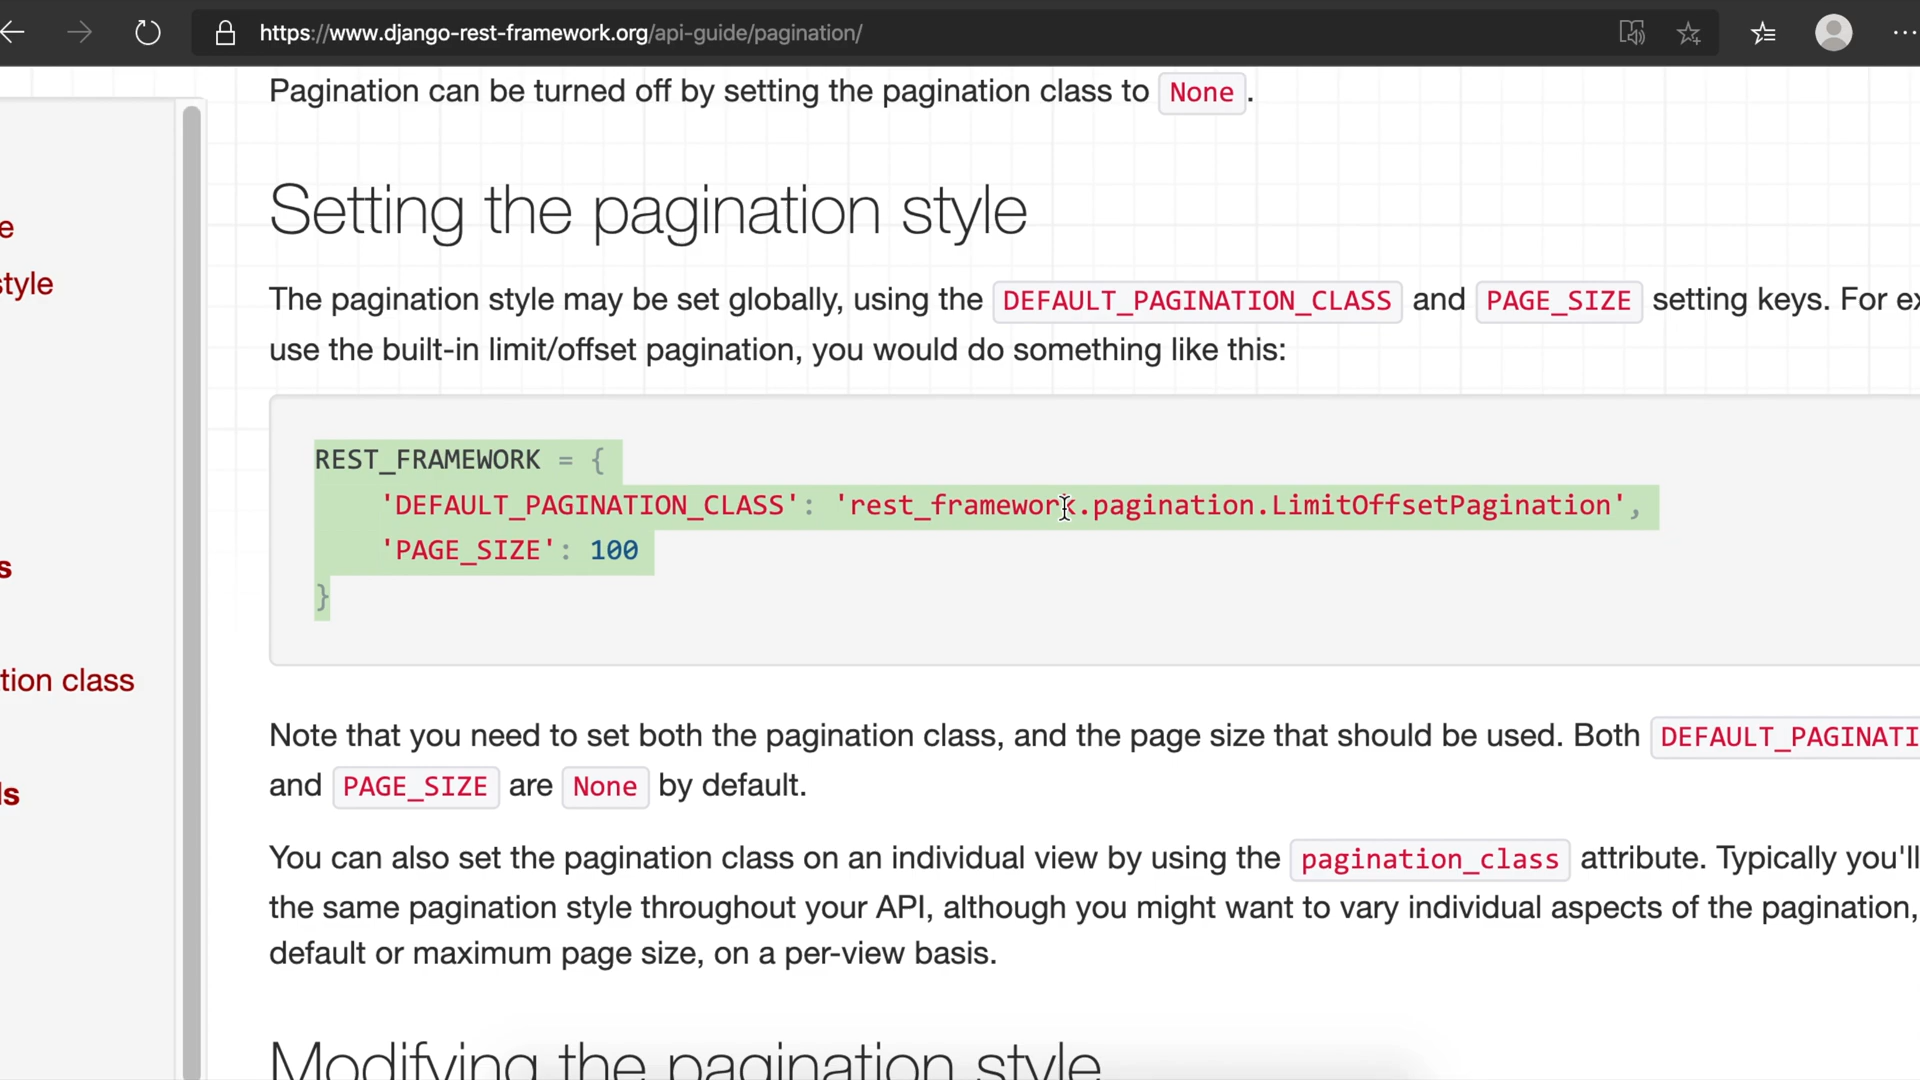 https://www.django-rest-framework.org/api-guide/pagination/
Pagination can be turned off by setting the pagination class to None.
Setting the pagination style
The pagination style may be set globally, using the DEFAULT_PAGINATION_CLASS and PAGE_SIZE setting keys. For ex
use the built-in limit/offset pagination, you would do something like this:
REST_FRAMEWORK = {
    'DEFAULT_PAGINATION_CLASS': 'rest_framework.pagination.LimitOffsetPagination',
    'PAGE_SIZE': 100
}
Note that you need to set both the pagination class, and the page size that should be used. Both DEFAULT_PAGINATI
and PAGE_SIZE are None by default.
You can also set the pagination class on an individual view by using the pagination_class attribute. Typically you'll
the same pagination style throughout your API, although you might want to vary individual aspects of the pagination,
default or maximum page size, on a per-view basis.
Modifying the pagination style
e
style
s
tion class
ls